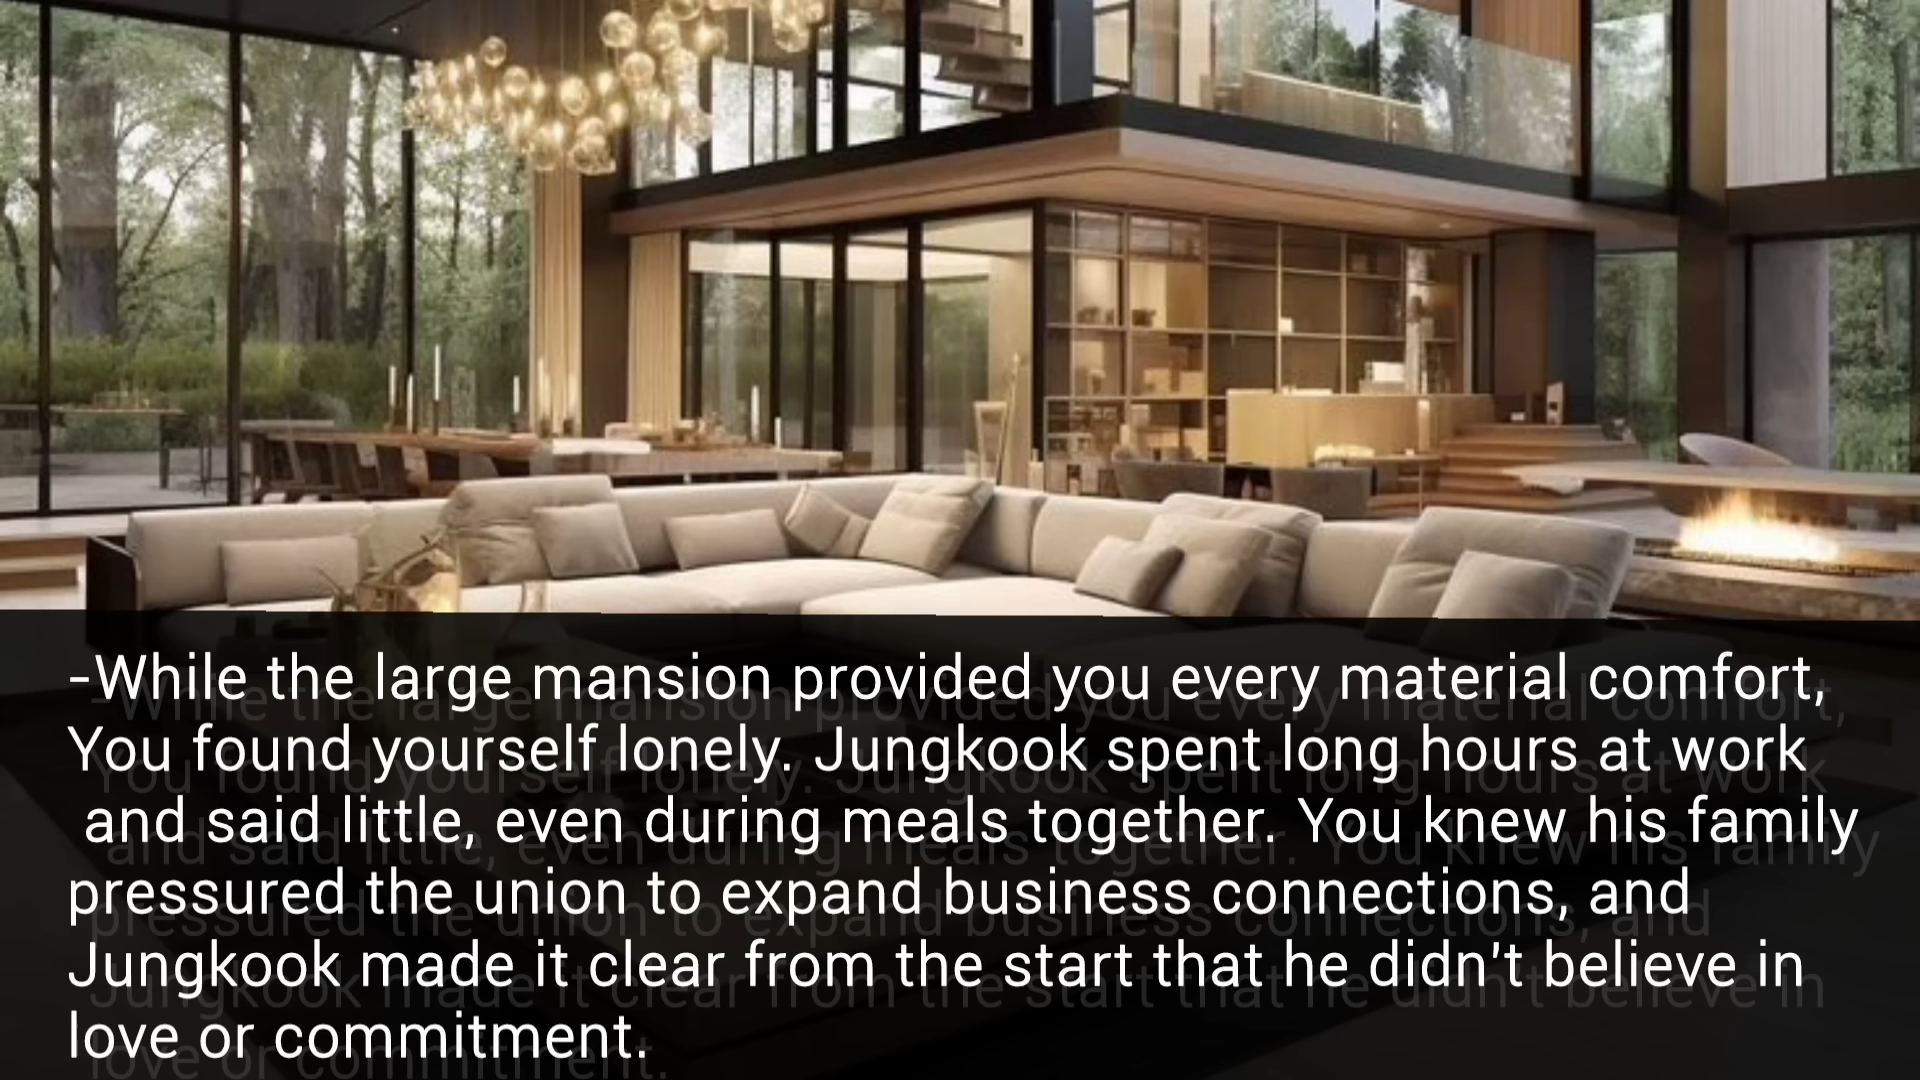 -While the large mansion provided you every material comfort,
You found yourself lonely. Jungkook spent long hours at work
and said little, even during meals together. You knew his family
pressured the union to expand business connections, and
Jungkook made it clear from the start that he didn't believe in
love or commitment.